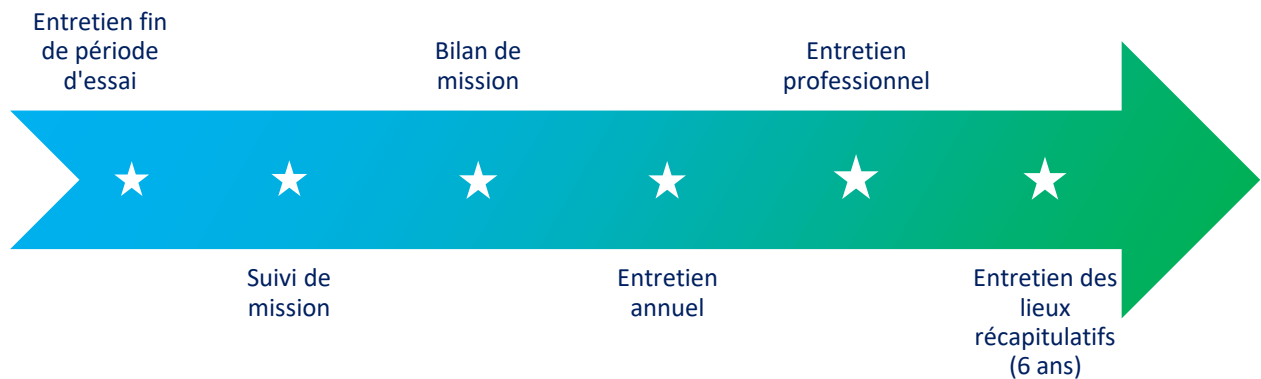 Entretien fin
de période
d'essai
Suivi de
mission
Bilan de
mission
Entretien
annuel
Entretien
professionnel
Entretien des
lieux
récapitulatifs
(6 ans)